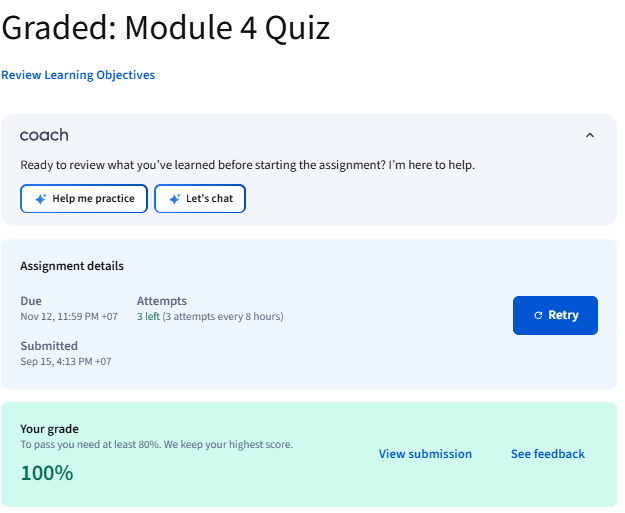 Graded: Module 4 Quiz
Review Learning Objectives
coach
Ready to review what you've learned before starting the assignment? I'm here to help.
Help me practice
Let's chat
Assignment details
Due
Nov 12, 11:59 PM +07
Attempts
3 left (3 attempts every 8 hours)
Retry
Submitted
Sep 15, 4:13 PM +07
Your grade
To pass you need at least 80%. We keep your highest score.
100%
View submission
See feedback